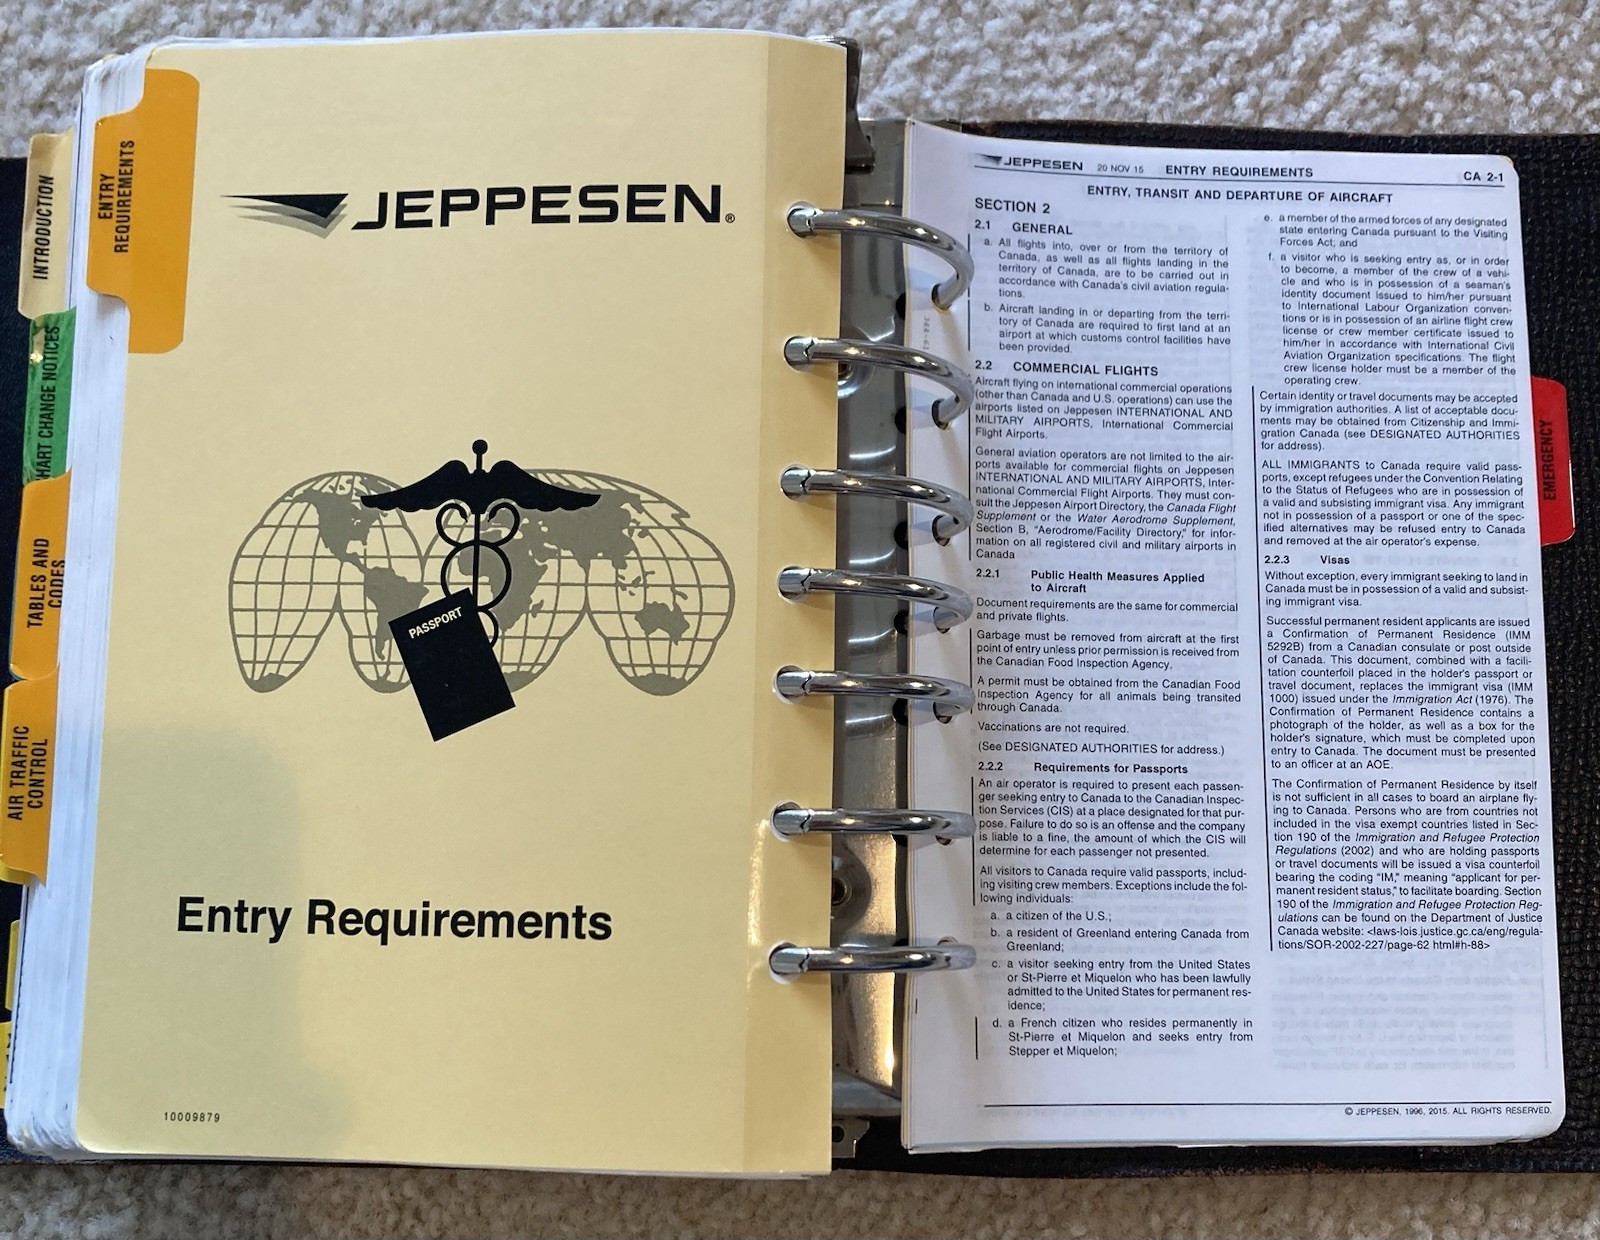 INTRODUCTION
HART CHANGE NOTICES
TABLES AND
CODES
AIR TRAFFIC
CONTROL
ENTRY
REQUIREMENTS
JEPPESEN®
PASSPORT
Entry Requirements
10009879
EMERGENCY
JEPPESEN 20 NOV 15 ENTRY REQUIREMENTS CA 2-1
ENTRY, TRANSIT AND DEPARTURE OF AIRCRAFT
SECTION 2
2.1 GENERAL
a. All flights into, over or from the territory of
Canada, as well as all flights landing in the
territory of Canada, are to be carried out in
accordance with Canada's civil aviation regula-
tions.
b. Aircraft landing in or departing from the terri-
tory of Canada are required to first land at an
airport at which customs control facilities have
been provided.
2.2 COMMERCIAL FLIGHTS
Aircraft flying on international commercial operations
(other than Canada and U.S. operations) can use the
airports listed on Jeppesen INTERNATIONAL AND
MILITARY AIRPORTS, International Commercial
Flight Airports.
General aviation operators are not limited to the air-
ports available for commercial flights on Jeppesen
INTERNATIONAL AND MILITARY AIRPORTS, Inter-
national Commercial Flight Airports. They must con-
sult the Jeppesen Airport Directory, the Canada Flight
Supplement or the Water Aerodrome Supplement,
Section B, "Aerodrome/Facility Directory," for infor-
mation on all registered civil and military airports in
Canada
2.2.1 Public Health Measures Applied
to Aircraft
Document requirements are the same for commercial
and private flights.
Garbage must be removed from aircraft at the first
point of entry unless prior permission is received from
the Canadian Food Inspection Agency.
A permit must be obtained from the Canadian Food
Inspection Agency for all animals being transited
through Canada.
Vaccinations are not required.
(See DESIGNATED AUTHORITIES for address.)
2.2.2 Requirements for Passports
An air operator is required to present each passen-
ger seeking entry to Canada to the Canadian Inspec-
tion Services (CIS) at a place designated for that pur-
pose. Failure to do so is an offense and the company
is liable to a fine, the amount of which the CIS will
determine for each passenger not presented.
All visitors to Canada require valid passports, includ-
ing visiting crew members. Exceptions include the fol-
lowing individuals:
a. a citizen of the U.S.;
b. a resident of Greenland entering Canada from
Greenland;
c. a visitor seeking entry from the United States
or St-Pierre et Miquelon who has been lawfully
admitted to the United States for permanent res-
idence;
d. a French citizen who resides permanently in
St-Pierre et Miquelon and seeks entry from
Stepper et Miquelon;
e. a member of the armed forces of any designated
state entering Canada pursuant to the Visiting
Forces Act; and
f. a visitor who is seeking entry as, or in order
to become, a member of the crew of a vehi-
cle and who is in possession of a seaman's
identity document issued to him/her pursuant
to International Labour Organization conven-
tions or is in possession of an airline flight crew
license or crew member certificate issued to
him/her in accordance with International Civil
Aviation Organization specifications. The flight
crew license holder must be a member of the
operating crew.
Certain identity or travel documents may be accepted
by immigration authorities. A list of acceptable docu-
ments may be obtained from Citizenship and Immi-
gration Canada (see DESIGNATED AUTHORITIES
for address).
ALL IMMIGRANTS to Canada require valid pass-
ports, except refugees under the Convention Relating
to the Status of Refugees who are in possession of
a valid and subsisting immigrant visa. Any immigrant
not in possession of a passport or one of the spec-
ified alternatives may be refused entry to Canada
and removed at the air operator's expense.
2.2.3 Visas
Without exception, every immigrant seeking to land in
Canada must be in possession of a valid and subsist-
ing immigrant visa.
Successful permanent resident applicants are issued
a Confirmation of Permanent Residence (IMM
5292B) from a Canadian consulate or post outside
of Canada. This document, combined with a facili-
tation counterfoil placed in the holder's passport or
travel document, replaces the immigrant visa (IMM
1000) issued under the Immigration Act (1976). The
Confirmation of Permanent Residence contains a
photograph of the holder, as well as a box for the
holder's signature, which must be completed upon
entry to Canada. The document must be presented
to an officer at an AOE.
The Confirmation of Permanent Residence by itself
is not sufficient in all cases to board an airplane fly-
ing to Canada. Persons who are from countries not
included in the visa exempt countries listed in Sec-
tion 190 of the Immigration and Refugee Protection
Regulations (2002) and who are holding passports
or travel documents will be issued a visa counterfoil
bearing the coding "IM," meaning "applicant for per-
manent resident status," to facilitate boarding. Section
190 of the Immigration and Refugee Protection Reg-
ulations can be found on the Department of Justice
Canada website: <laws-lois.justice.gc.ca/eng/regula-
tions/SOR-2002-227/page-62 html#h-88>
© JEPPESEN, 1996, 2015. ALL RIGHTS RESERVED.